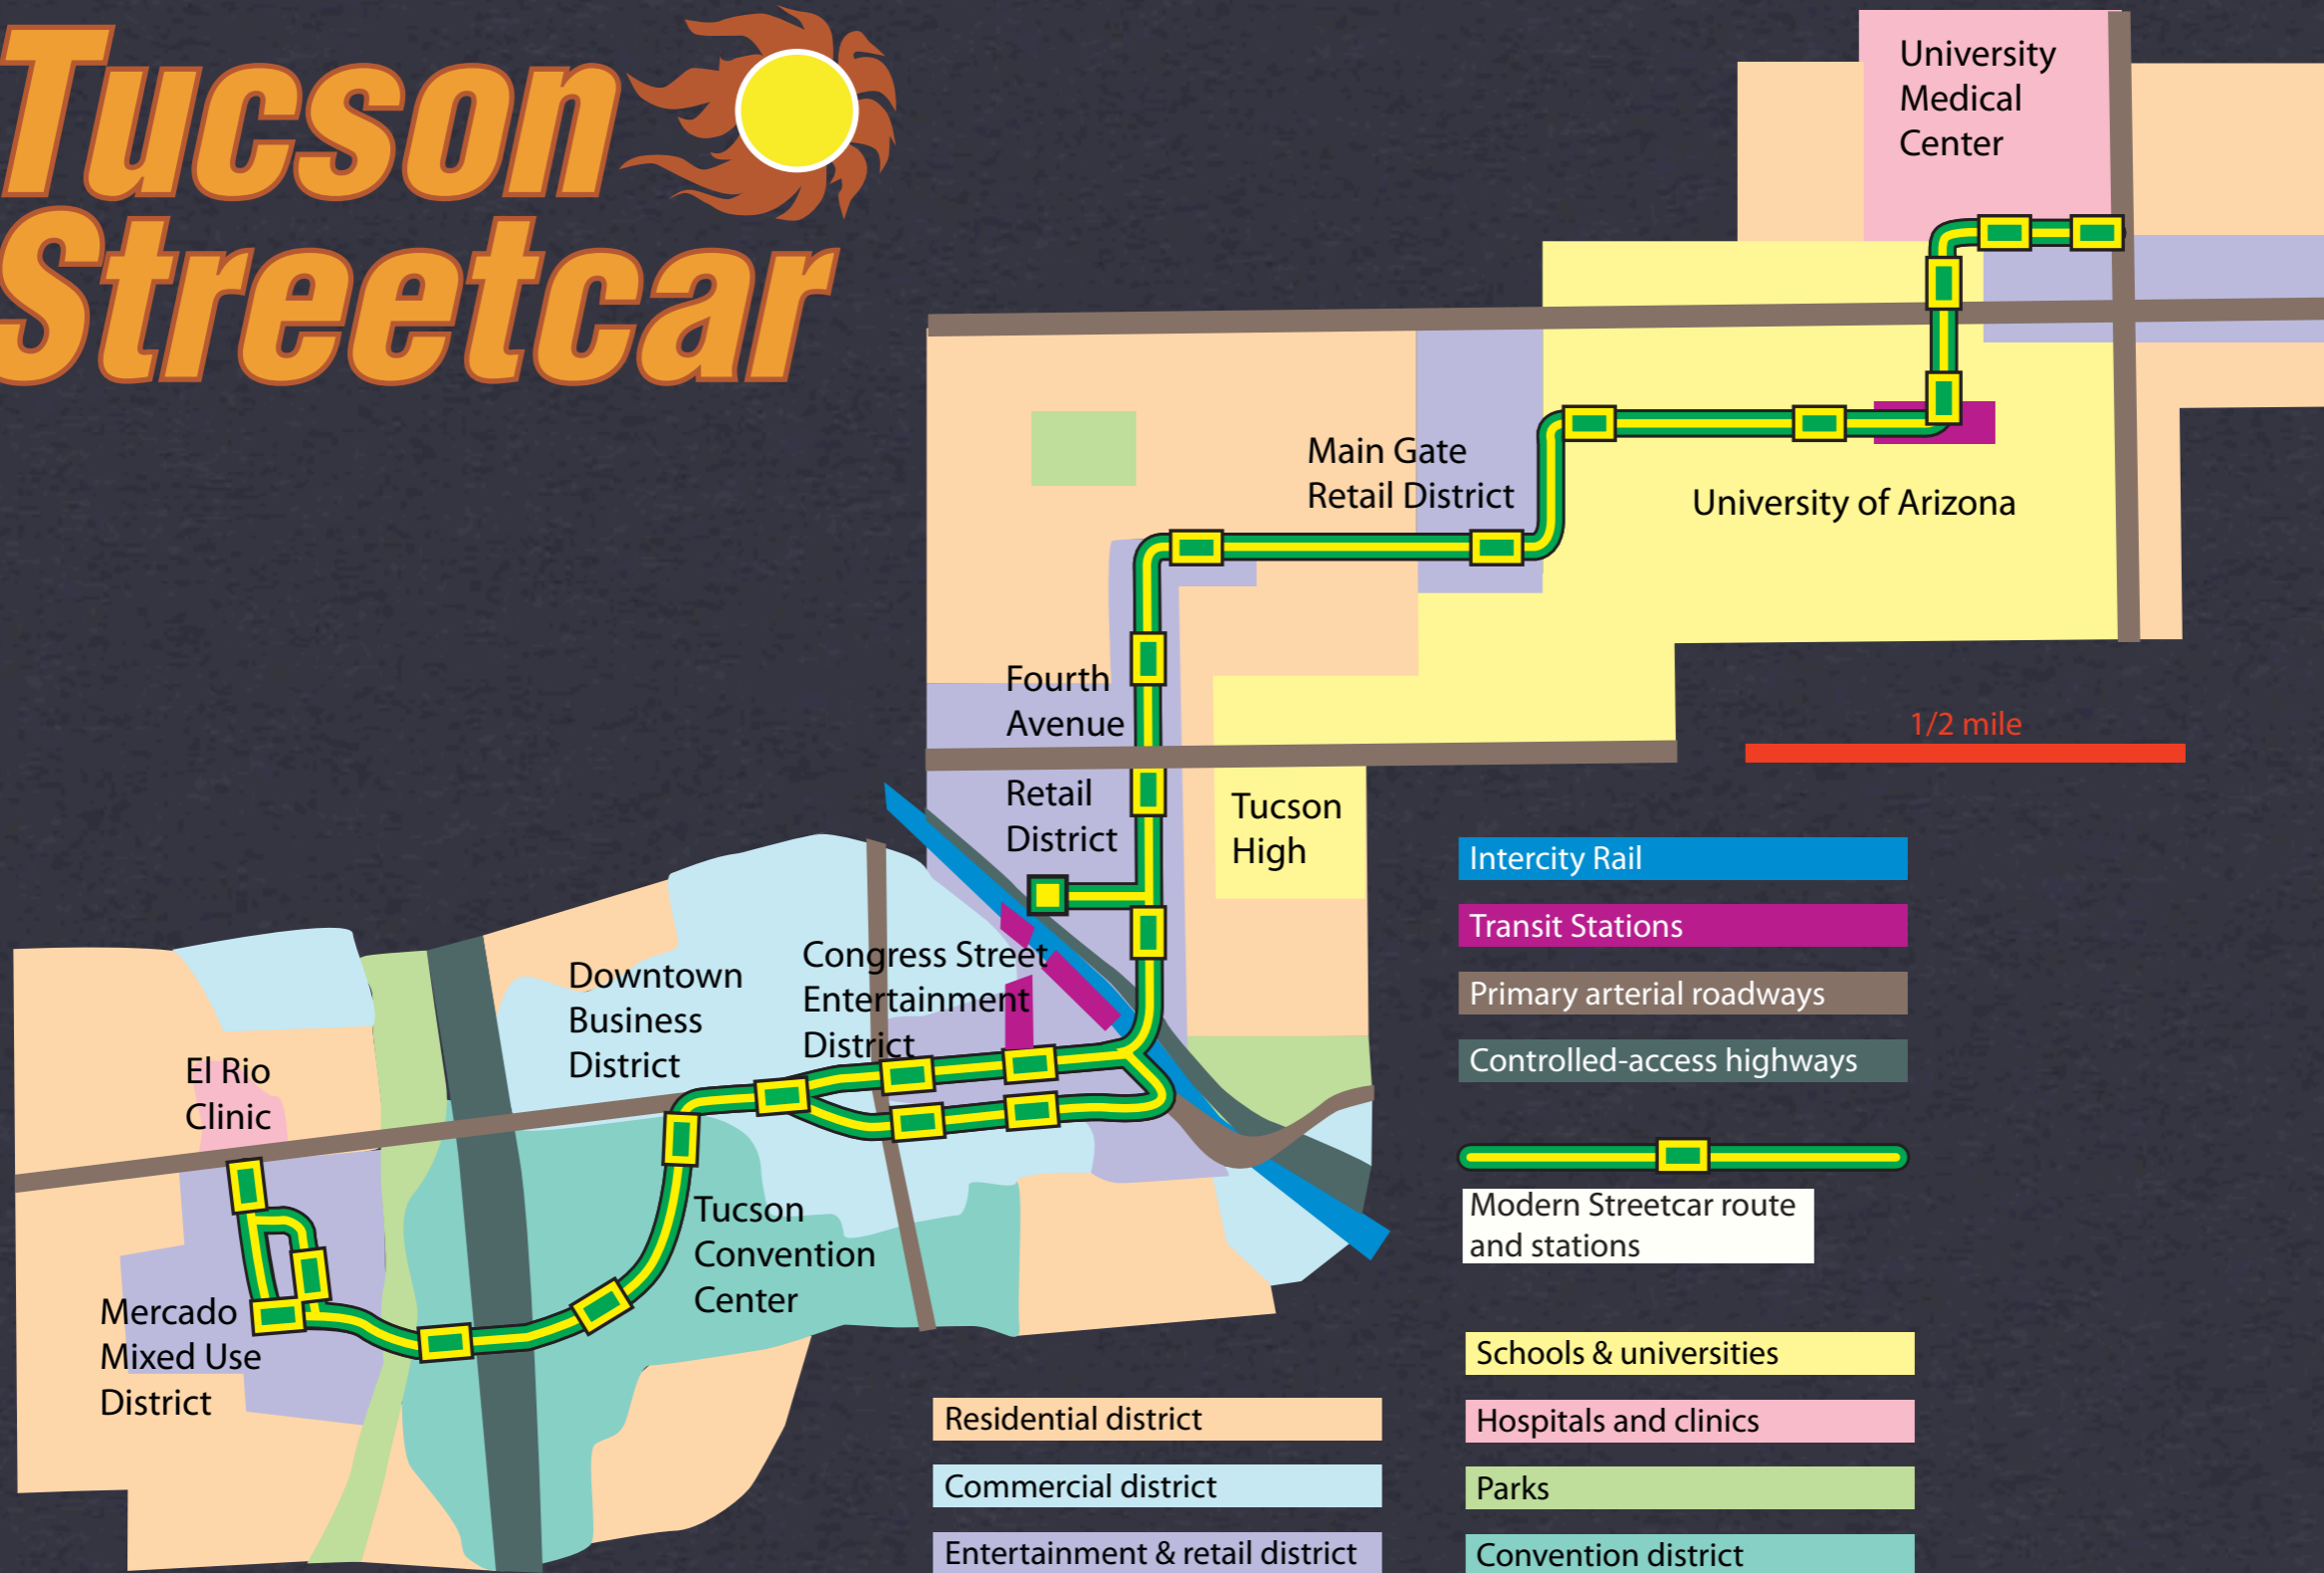 Tucson
Streetcar
University
Medical
Center
Main Gate
Retail District
University of Arizona
Fourth
Avenue
1/2 mile
Retail
District
Tucson
High
Congress Street
Entertainment
District
Downtown
Business
District
El Rio
Clinic
Tucson
Convention
Center
Mercado
Mixed Use
District
Intercity Rail
Transit Stations
Primary arterial roadways
Controlled-access highways
Modern Streetcar route
and stations
Residential district
Commercial district
Entertainment & retail district
Schools & universities
Hospitals and clinics
Parks
Convention district